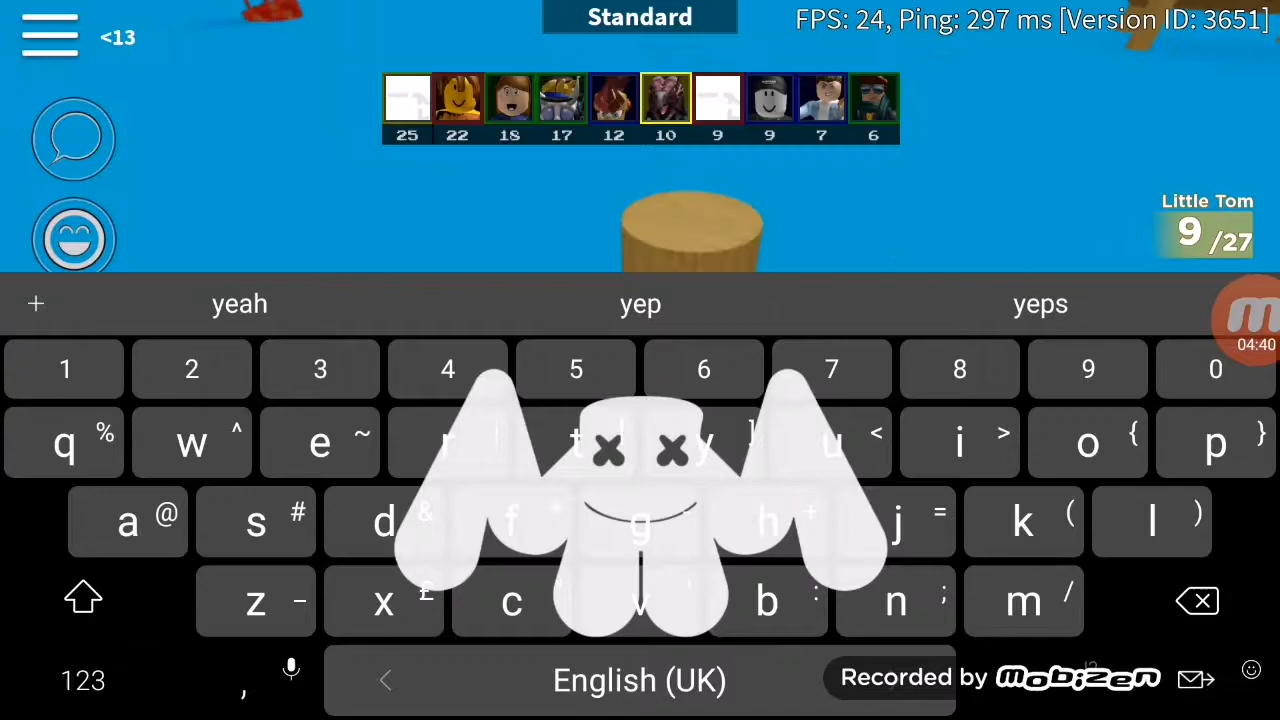 Standard
FPS: 24, Ping: 297 ms [Version ID: 3651]
<13
25 22 18 17 12 10 9 9 7 6
Little Tom
9 /27
+ yeah yep yeps
m
04:40
1 2 3 4 5 6 7 8 9 0
q % w ^ e ~ r | t [ y ] u < i > o { p }
a @ s # d & f * g - h + j = k ( l )
z _ x £ c " v ' b : n ; m /
123 , < English (UK)
Recorded by mobizen